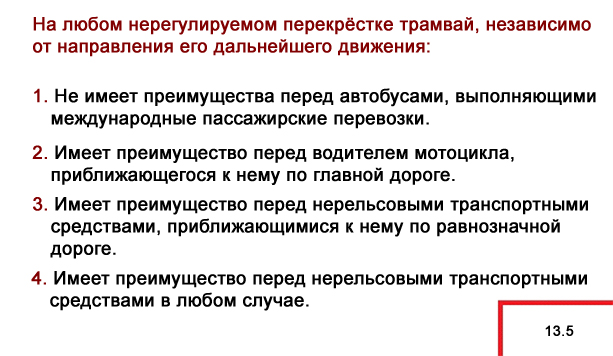 На любом нерегулируемом перекрёстке трамвай, независимо
от направления его дальнейшего движения:
1. Не имеет преимущества перед автобусами, выполняющими
международные пассажирские перевозки.
2. Имеет преимущество перед водителем мотоцикла,
приближающегося к нему по главной дороге.
3. Имеет преимущество перед нерельсовыми транспортными
средствами, приближающимися к нему по равнозначной
дороге.
4. Имеет преимущество перед нерельсовыми транспортными
средствами в любом случае.
13.5